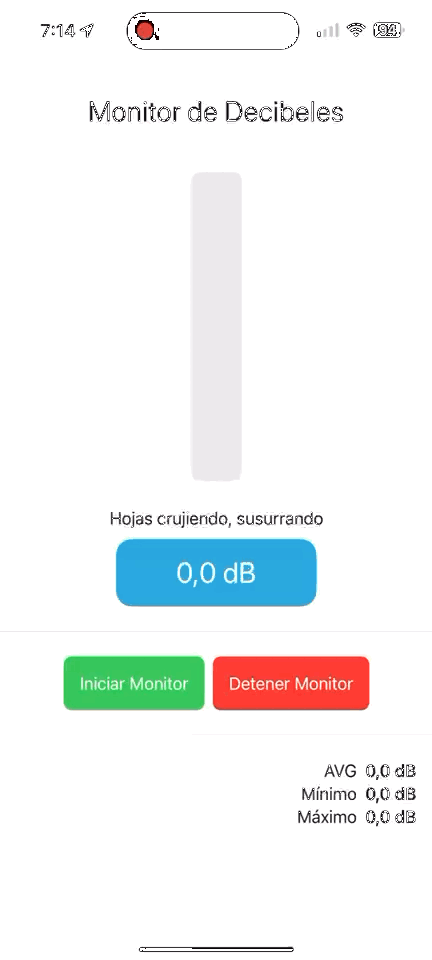 7:14
94
Monitor de Decibeles
Hojas crujiendo, susurrando
0,0 dB
Iniciar Monitor
Detener Monitor
AVG 0,0 dB
Mínimo 0,0 dB
Máximo 0,0 dB